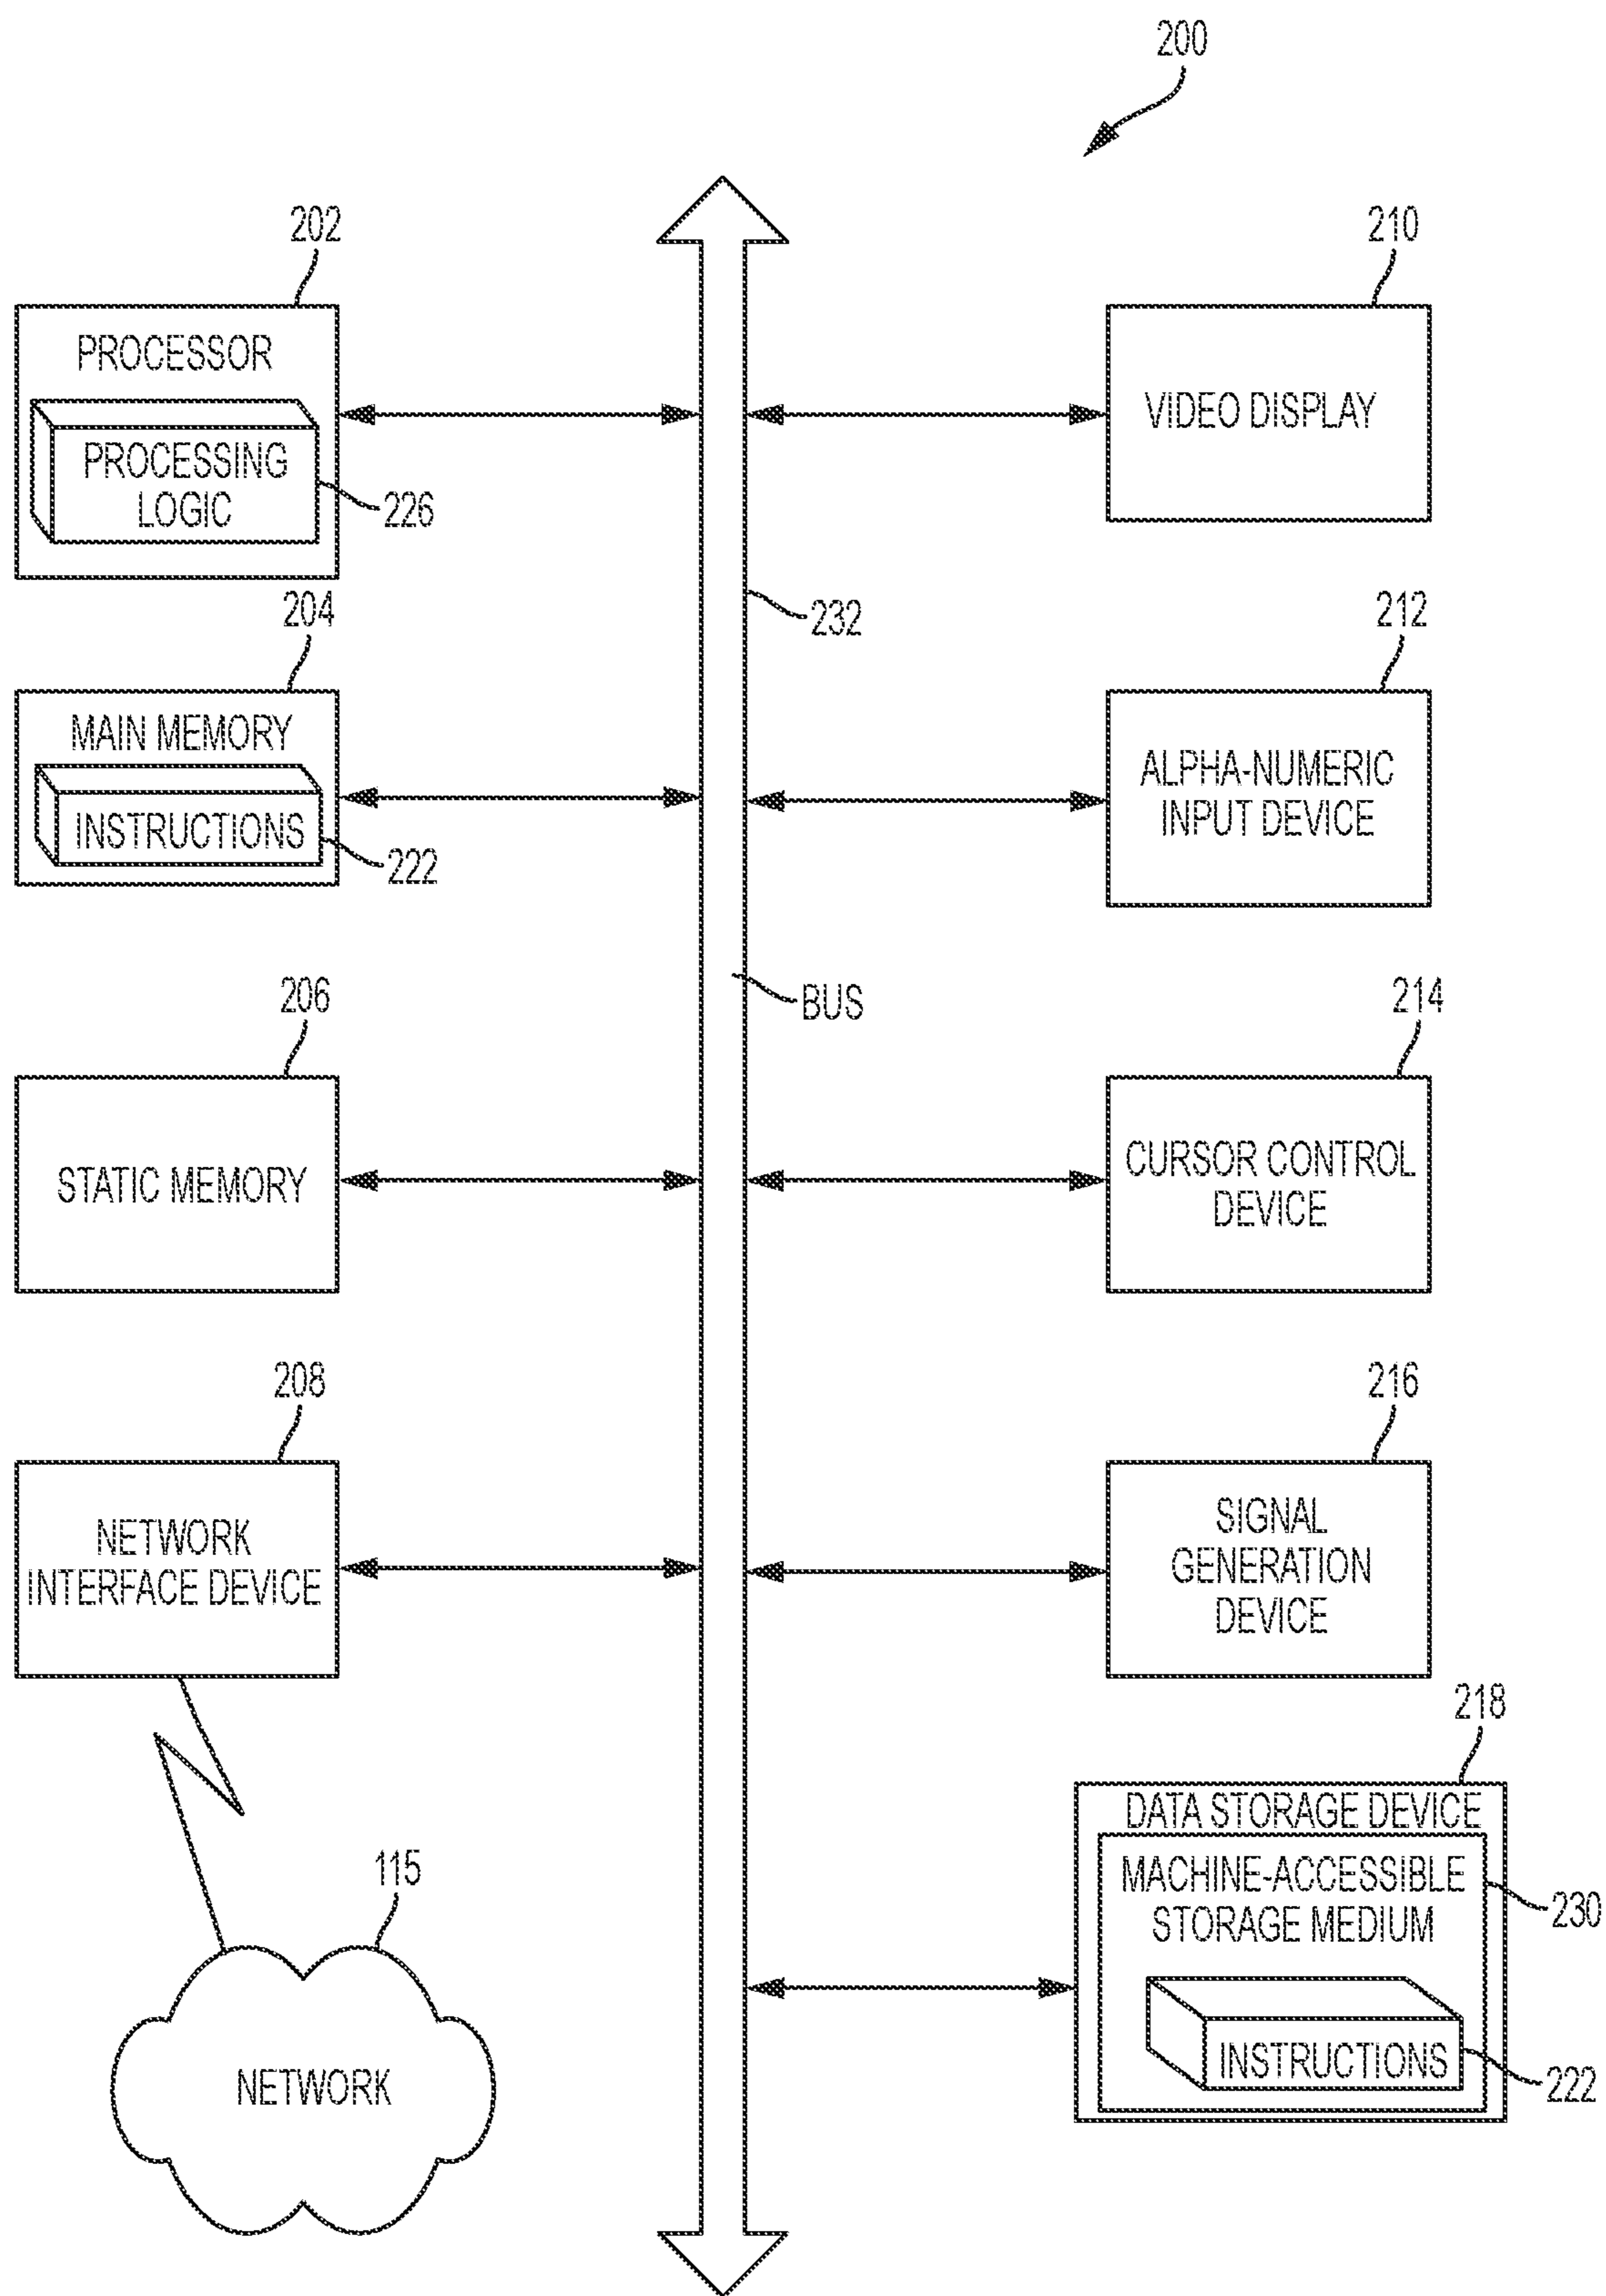 200
202
PROCESSOR
PROCESSING
LOGIC
226
204
MAIN MEMORY
INSTRUCTIONS
222
206
STATIC MEMORY
208
NETWORK
INTERFACE DEVICE
115
NETWORK
232
BUS
210
VIDEO DISPLAY
212
ALPHA-NUMERIC
INPUT DEVICE
214
CURSOR CONTROL
DEVICE
216
SIGNAL
GENERATION
DEVICE
218
DATA STORAGE DEVICE
MACHINE-ACCESSIBLE
STORAGE MEDIUM
230
INSTRUCTIONS
222